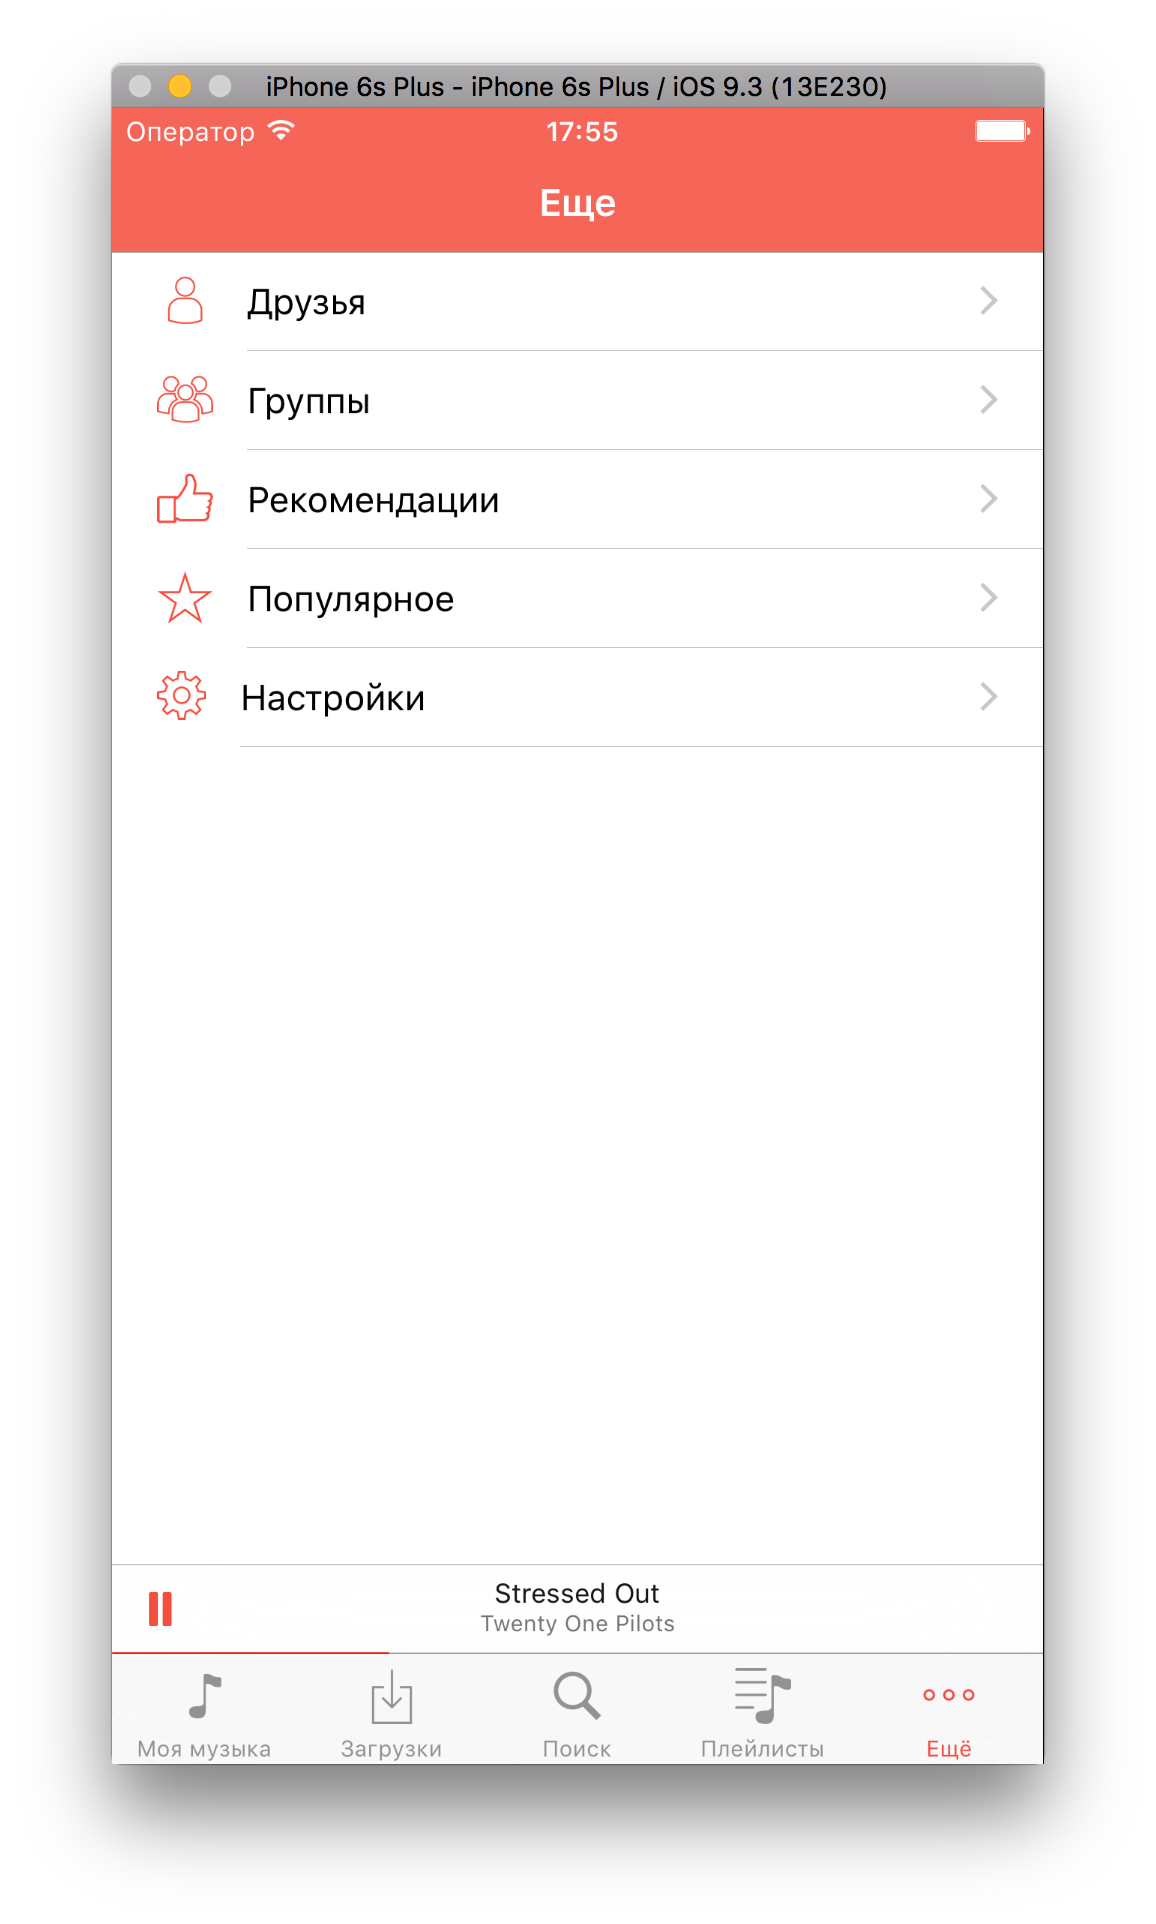 iPhone 6s Plus - iPhone 6s Plus / iOS 9.3 (13E230)
Оператор 17:55
Еще
Друзья
Группы
Рекомендации
Популярное
Настройки
Stressed Out
Twenty One Pilots
Моя музыка Загрузки Поиск Плейлисты Ещё